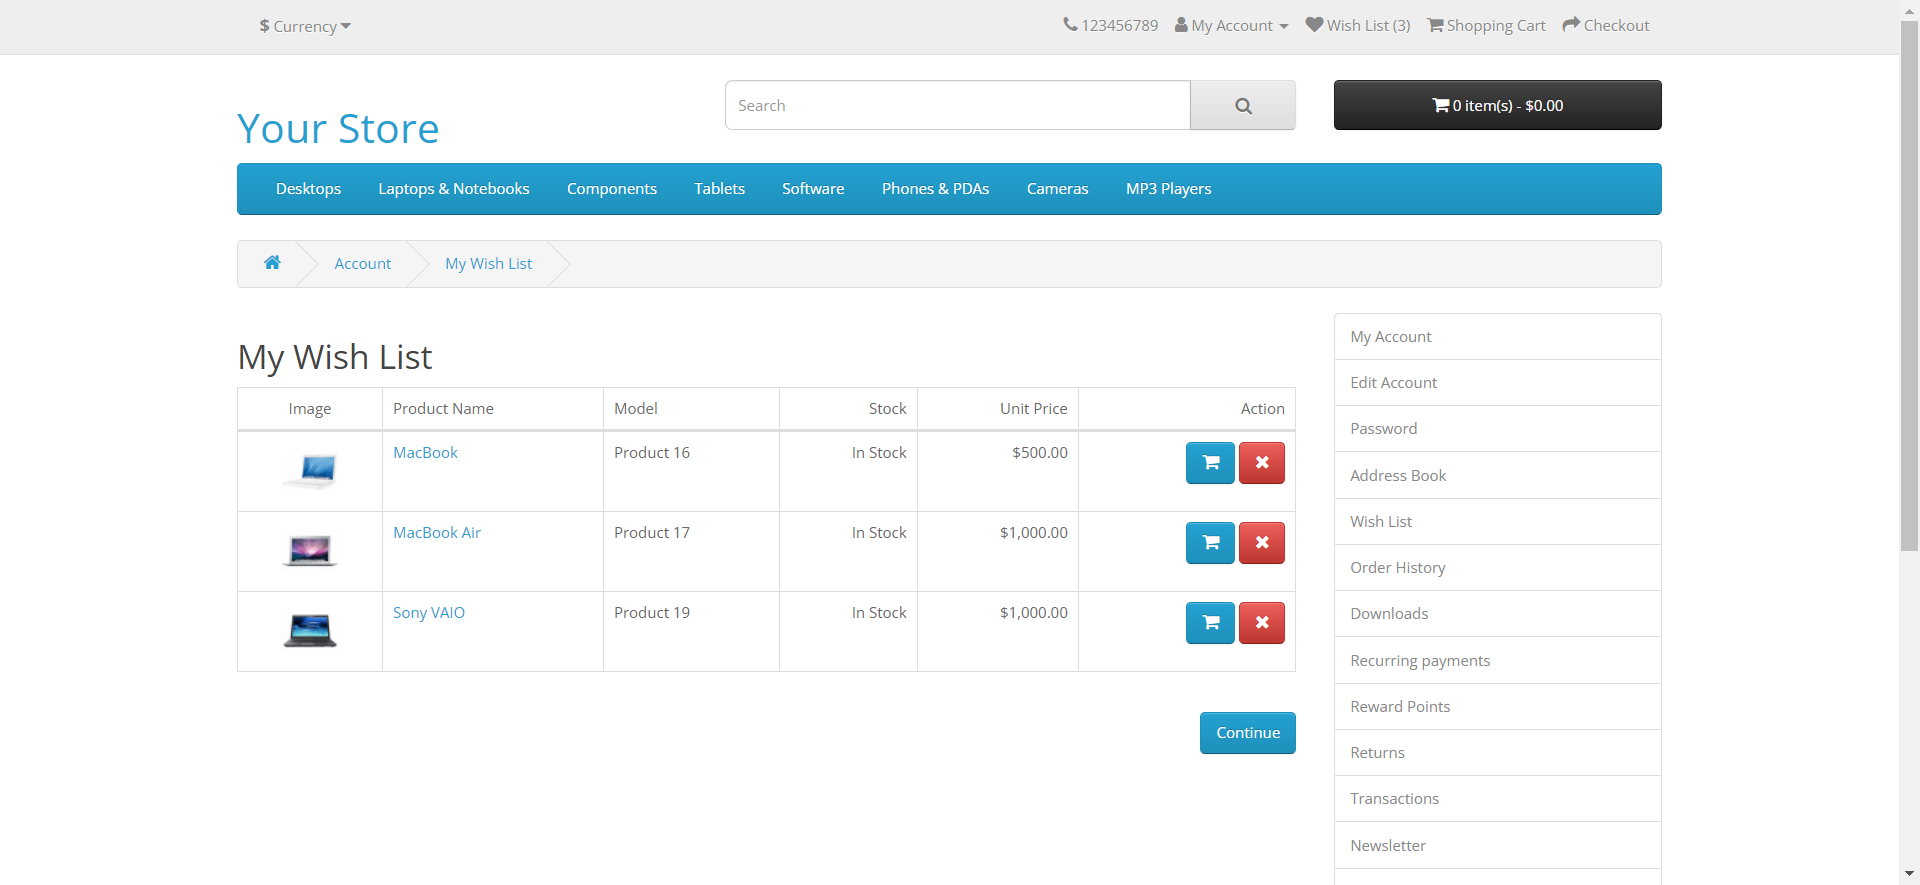 $ Currency
123456789 My Account Wish List (3) Shopping Cart Checkout
Your Store
Search
0 item(s) - $0.00
Desktops Laptops & Notebooks Components Tablets Software Phones & PDAs Cameras MP3 Players
Account My Wish List
My Wish List
Image Product Name Model Stock Unit Price Action
MacBook Product 16 In Stock $500.00
MacBook Air Product 17 In Stock $1,000.00
Sony VAIO Product 19 In Stock $1,000.00
Continue
My Account
Edit Account
Password
Address Book
Wish List
Order History
Downloads
Recurring payments
Reward Points
Returns
Transactions
Newsletter